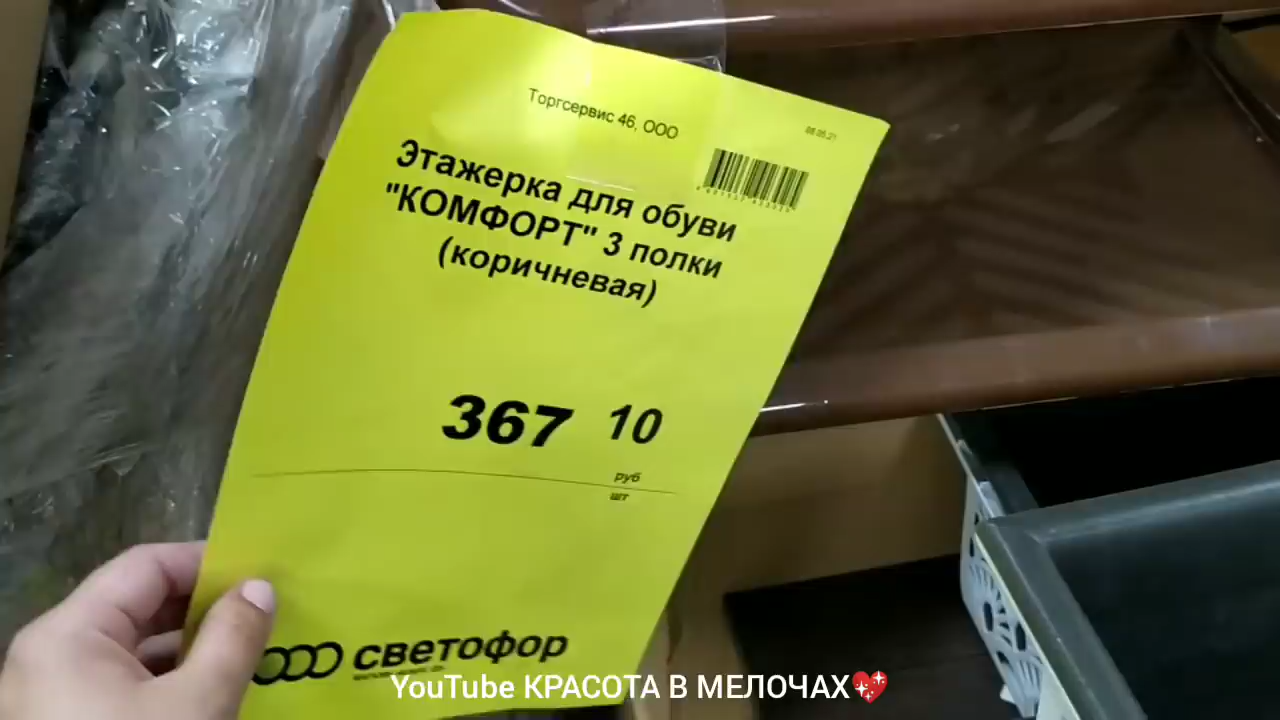 Торгсервис 46, ООО
Этажерка для обуви
"КОМФОРТ" 3 полки
(коричневая)
367 10
руб
шт
светофор
YouTube КРАСОТА В МЕЛОЧАХ💖